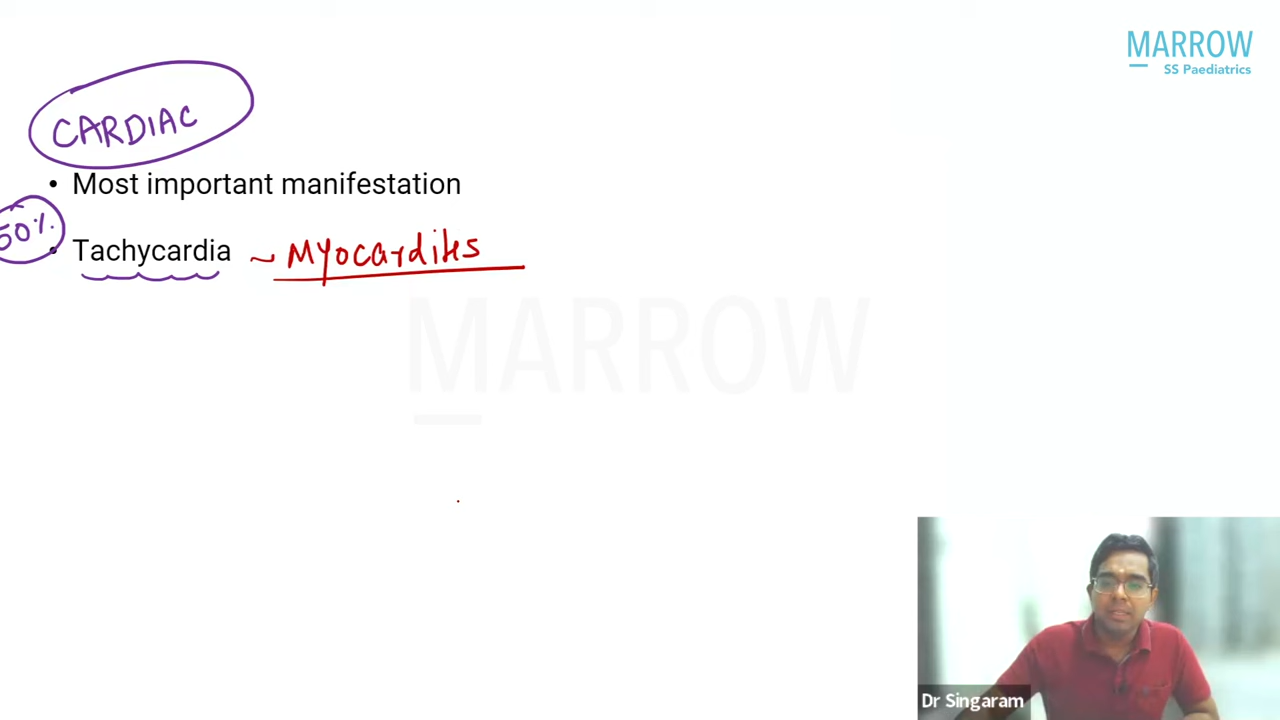 MARROW
SS Paediatrics
CARDIAC
• Most important manifestation
50%.
• Tachycardia ~ Myocarditis
MARROW
Dr Singaram